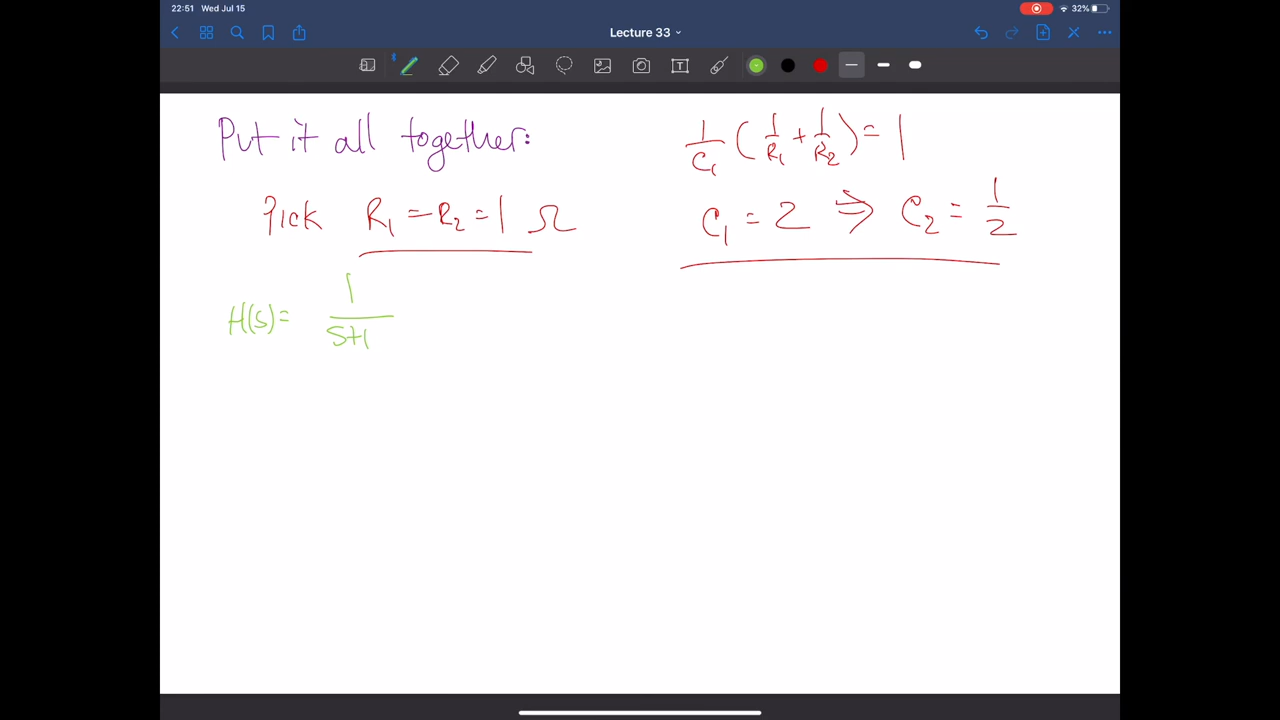 22:51 Wed Jul 15
32%
Lecture 33
T
Put it all together:
Pick R₁ = R₂ = 1 Ω
1/C₁ (1/R₁ + 1/R₂) = 1
C₁ = 2 ⇒ C₂ = 1/2
H(s) = 1/(s+1)